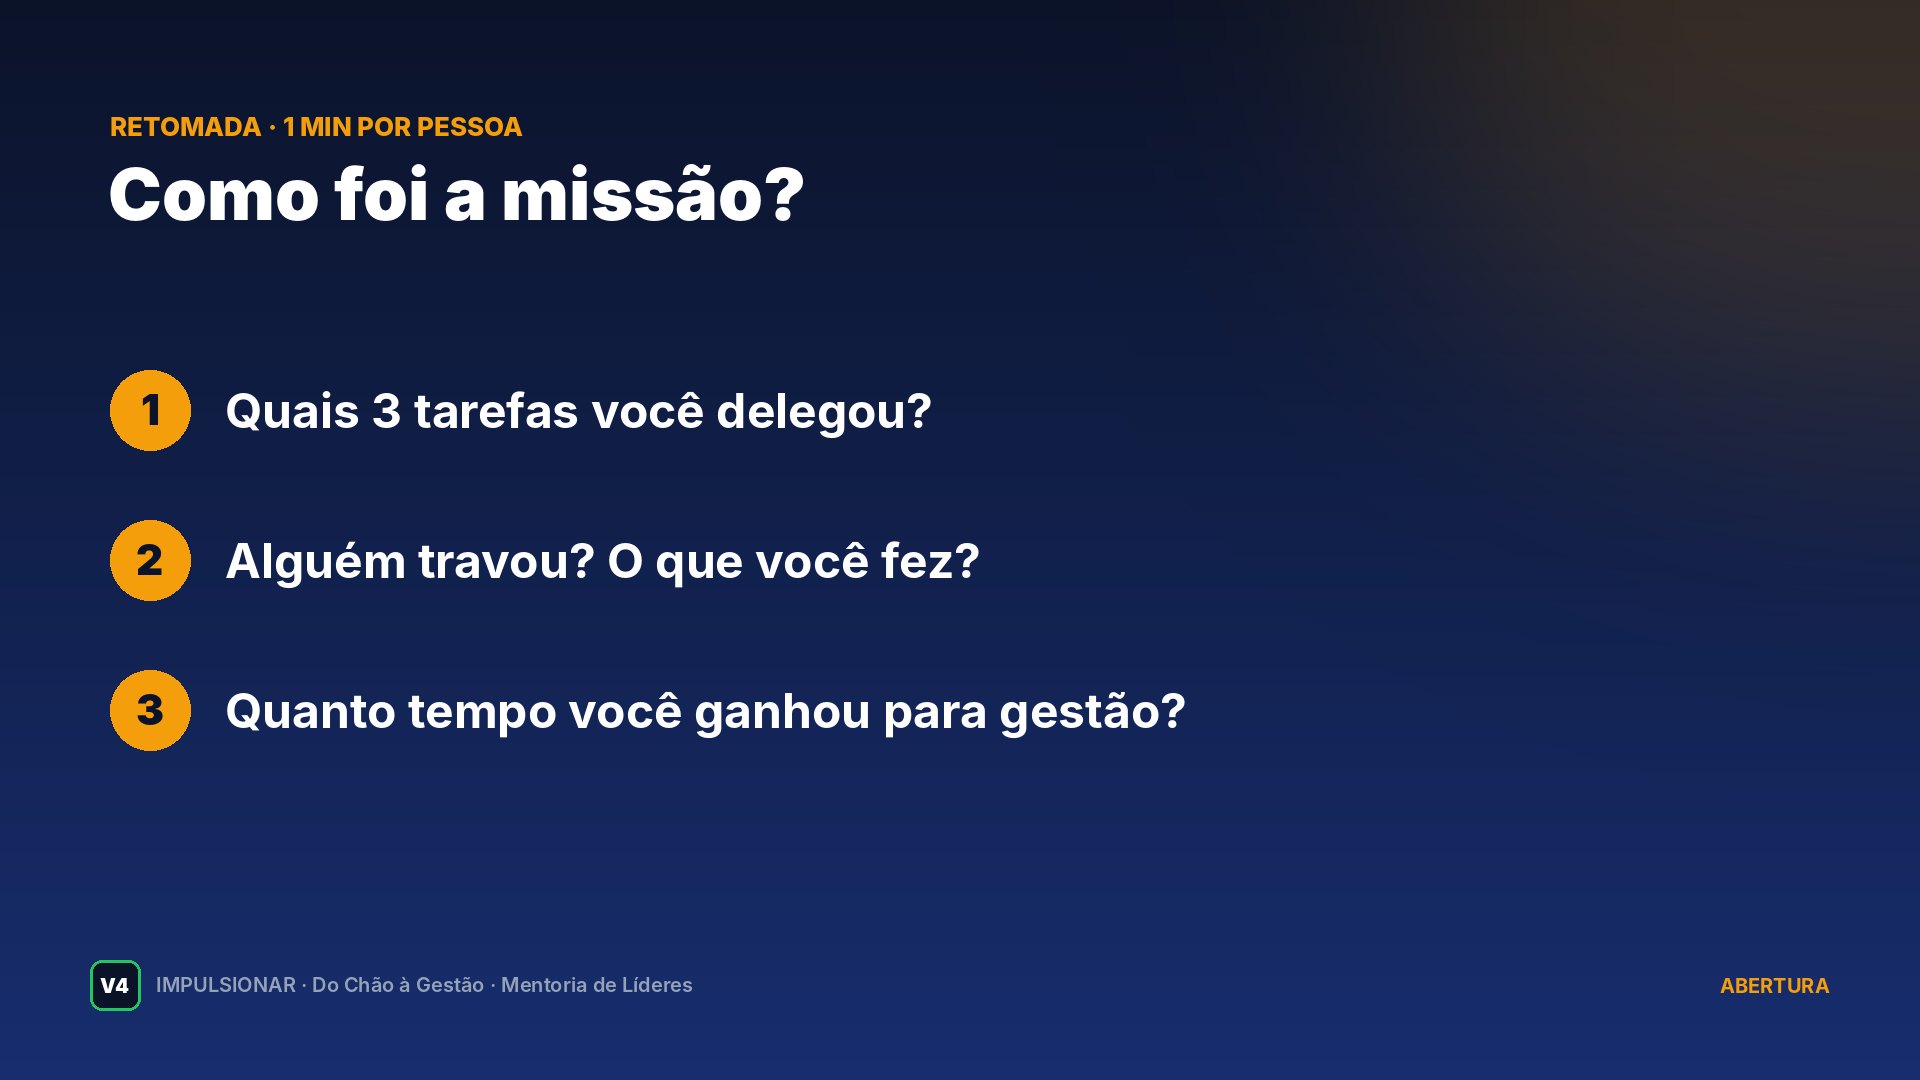 RETOMADA · 1 MIN POR PESSOA
Como foi a missão?
1 Quais 3 tarefas você delegou?
2 Alguém travou? O que você fez?
3 Quanto tempo você ganhou para gestão?
V4 IMPULSIONAR · Do Chão à Gestão · Mentoria de Líderes
ABERTURA